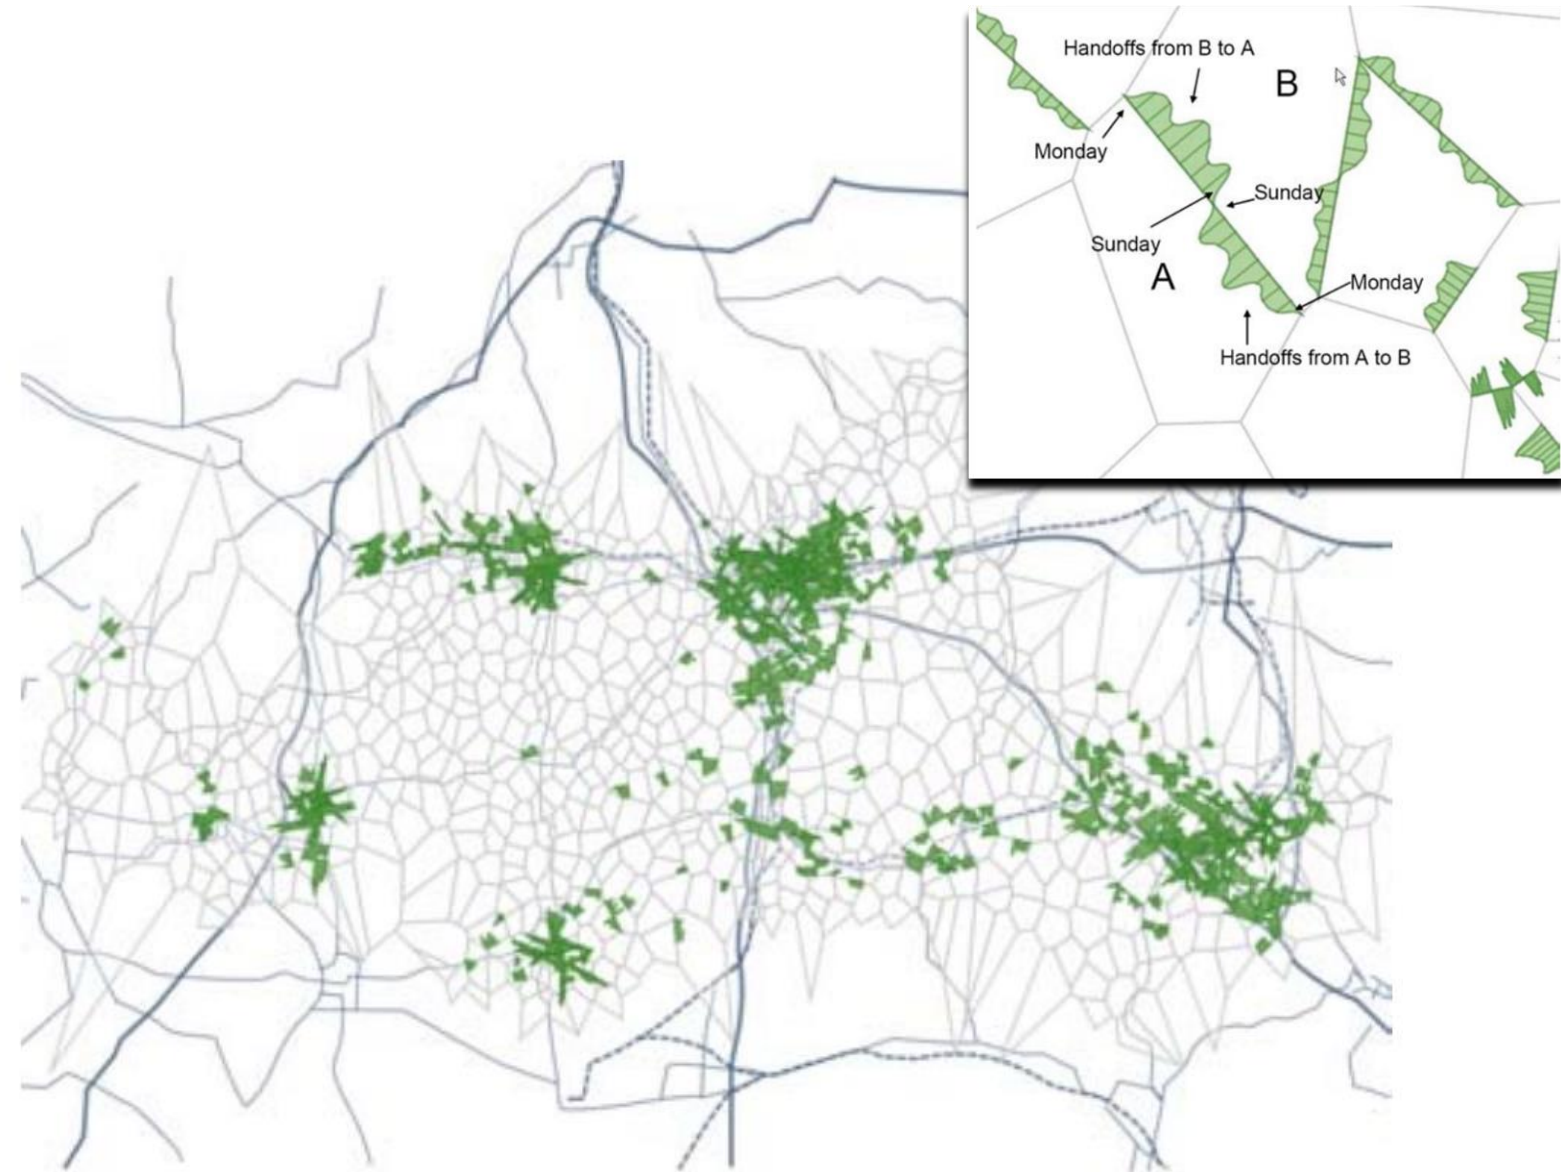 Handoffs from B to A
B
Monday
Sunday
Sunday
A
Monday
Handoffs from A to B